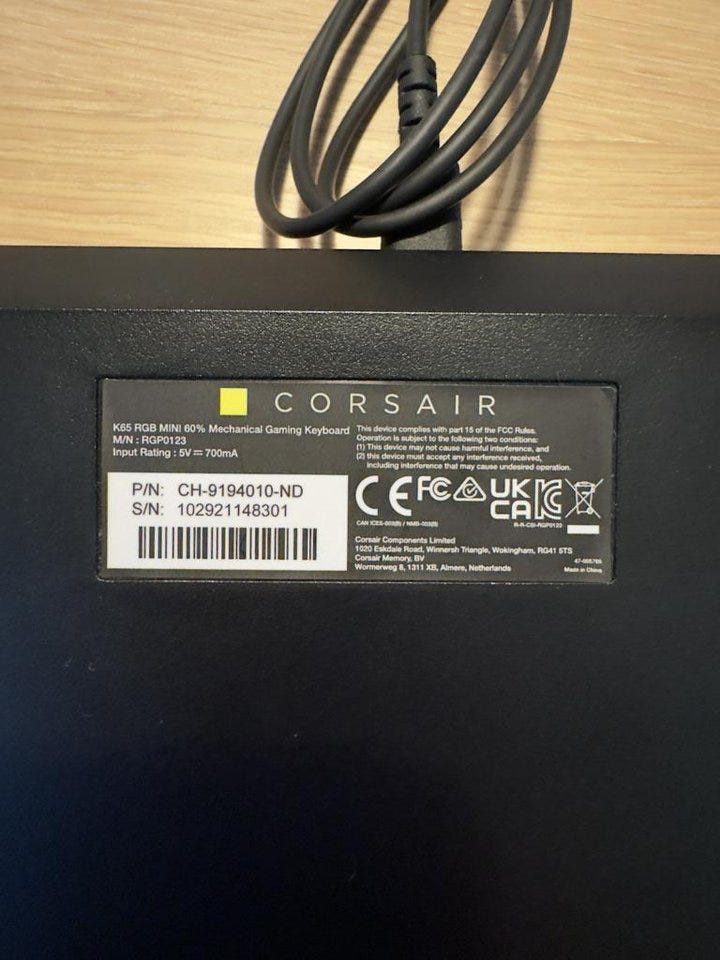 CORSAIR
K65 RGB MINI 60% Mechanical Gaming Keyboard
M/N : RGP0123
Input Rating : 5V⎓700mA
P/N: CH-9194010-ND
S/N: 102921148301
This device complies with part 15 of the FCC Rules.
Operation is subject to the following two conditions:
(1) This device may not cause harmful interference, and
(2) this device must accept any interference received,
including interference that may cause undesired operation.
CE FC UK CA
CAN ICES-003(B) / NMB-003(B)
R-R-CSI-RGP0123
Corsair Components Limited
1020 Eskdale Road, Winnersh Triangle, Wokingham, RG41 5TS
Corsair Memory, BV
Wormerweg 8, 1311 XB, Almere, Netherlands
Made in China